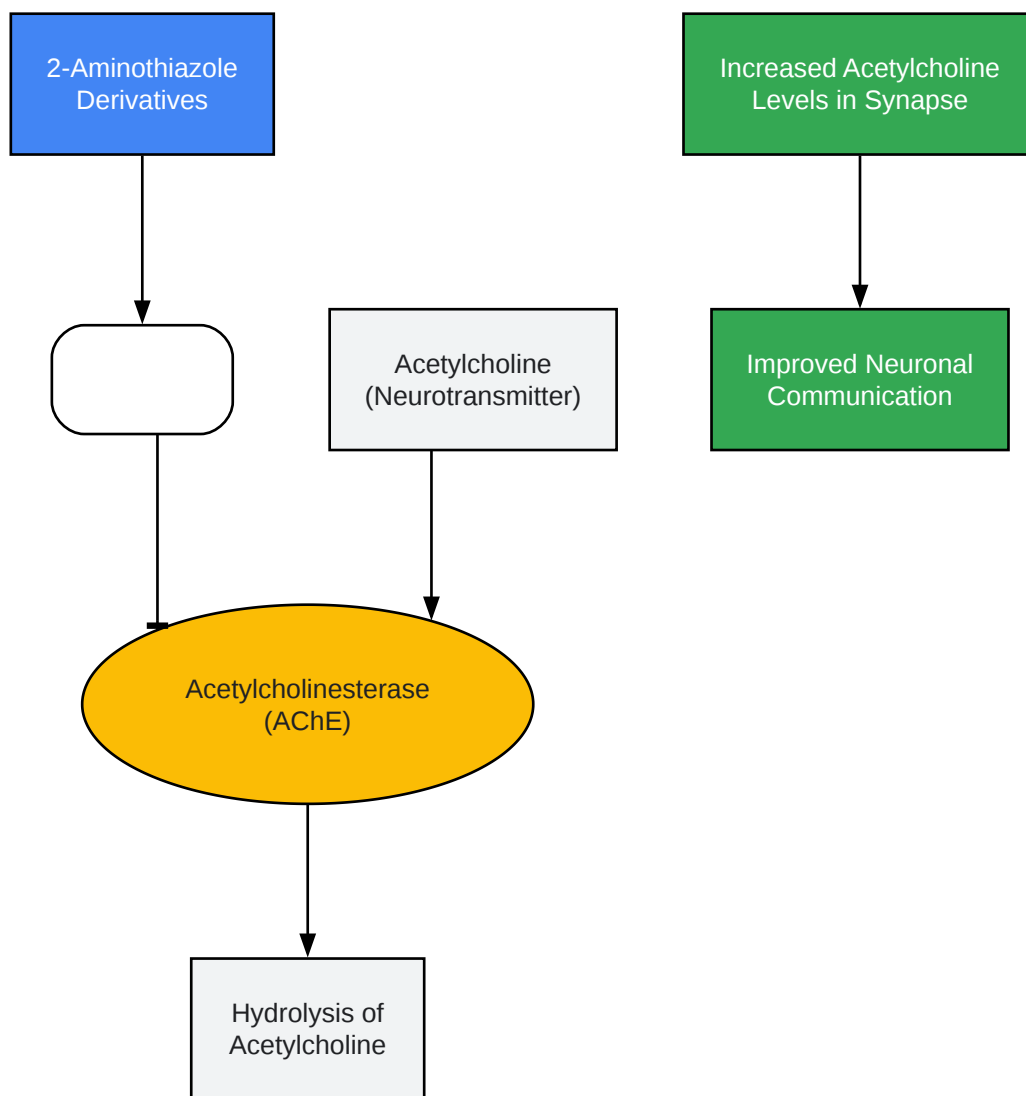 2-Aminothiazole
Derivatives
Increased Acetylcholine
Levels in Synapse
Acetylcholine
(Neurotransmitter)
Improved Neuronal
Communication
Acetylcholinesterase
(AChE)
Hydrolysis of
Acetylcholine